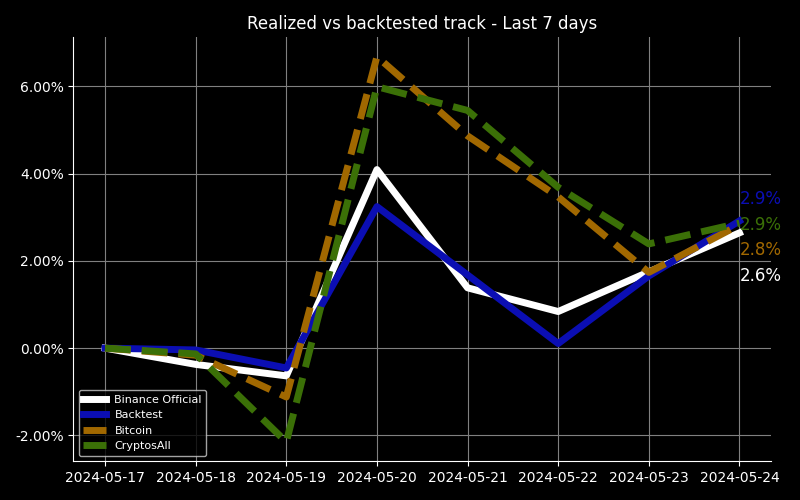 Realized vs backtested track - Last 7 days
6.00%
4.00%
2.00%
0.00%
-2.00%
2.9%
2.9%
2.8%
2.6%
Binance Official
Backtest
Bitcoin
CryptosAll
2024-05-17 2024-05-18 2024-05-19 2024-05-20 2024-05-21 2024-05-22 2024-05-23 2024-05-24